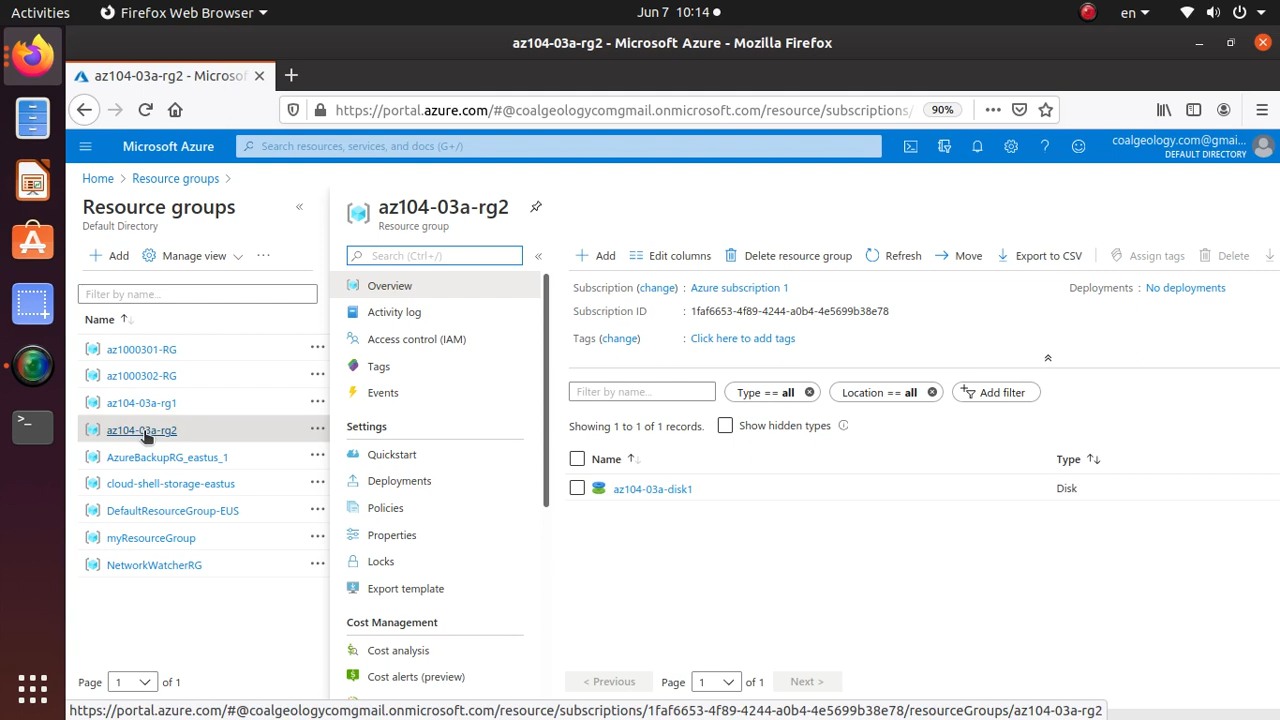 Activities
Firefox Web Browser
Jun 7 10:14
en
az104-03a-rg2 - Microsoft Azure - Mozilla Firefox
az104-03a-rg2 - Microsof
https://portal.azure.com/#@coalgeologycomgmail.onmicrosoft.com/resource/subscriptions/
90%
Microsoft Azure
Search resources, services, and docs (G+/)
coalgeology.com@gmai...
DEFAULT DIRECTORY
Home > Resource groups >
Resource groups
Default Directory
Add
Manage view
Filter by name...
Name
az1000301-RG
az1000302-RG
az104-03a-rg1
az104-03a-rg2
AzureBackupRG_eastus_1
cloud-shell-storage-eastus
DefaultResourceGroup-EUS
myResourceGroup
NetworkWatcherRG
Page 1 of 1
az104-03a-rg2
Resource group
Search (Ctrl+/)
Overview
Activity log
Access control (IAM)
Tags
Events
Settings
Quickstart
Deployments
Policies
Properties
Locks
Export template
Cost Management
Cost analysis
Cost alerts (preview)
Add
Edit columns
Delete resource group
Refresh
Move
Export to CSV
Assign tags
Delete
Subscription (change) : Azure subscription 1
Deployments : No deployments
Subscription ID : 1faf6653-4f89-4244-a0b4-4e5699b38e78
Tags (change) : Click here to add tags
Filter by name...
Type == all
Location == all
Add filter
Showing 1 to 1 of 1 records.
Show hidden types
Name
Type
az104-03a-disk1
Disk
< Previous
Page 1 of 1
Next >
https://portal.azure.com/#@coalgeologycomgmail.onmicrosoft.com/resource/subscriptions/1faf6653-4f89-4244-a0b4-4e5699b38e78/resourceGroups/az104-03a-rg2